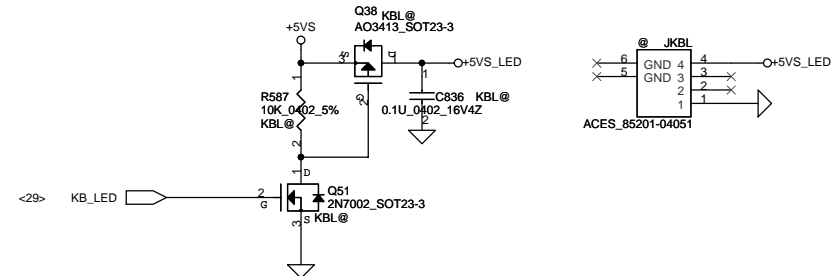 Q38 KBL@
AO3413_SOT23-3
+5VS
S
3
D
1
G
2
+5VS_LED
1
R587
10K_0402_5%
KBL@
2
1
C836 KBL@
0.1U_0402_16V4Z
2
@ JKBL
6 GND 4 4
5 GND 3 3
2 2
1 1
+5VS_LED
ACES_85201-04051
<29> KB_LED
2
G
1
D
Q51
2N7002_SOT23-3
S
KBL@
3